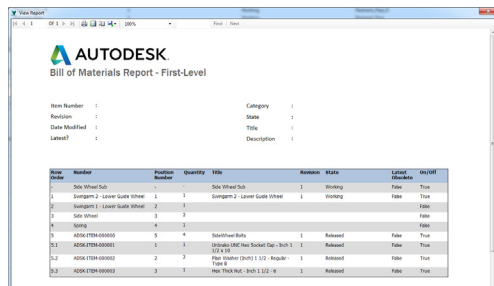 View Report
1 OF 1 100% Find | Next
AUTODESK.
Bill of Materials Report - First-Level
Item Number : Category :
Revision : State :
Date Modified : Title :
Latest? : Description :
Row Order Number Position Number Quantity Title Revision State Latest Obsolete On/Off
- Side Wheel Sub - - Side Wheel Sub 1 Working False True
1 Swingarm 2 - Lower Guide Wheel 1 1 Swingarm 2 - Lower Guide Wheel 1 Working False True
2 Swingarm 1 - Lower Guide Wheel 2 1 False
3 Side Wheel 3 False
4 Spring 4 1 False
5 ADSK-ITEM-000000 5 4 SideWheel Bolts 1 Released False True
5.1 ADSK-ITEM-000001 1 1 Unbrako UNC Hex Socket Cap - Inch 1 1/2 x 10 1 Released False True
5.2 ADSK-ITEM-000002 2 Plain Washer (Inch) 1 1/2 - Regular - Type B 1 Released False True
5.3 ADSK-ITEM-000003 3 1 Hex Thick Nut - Inch 1 1/2 - 6 1 Released False True